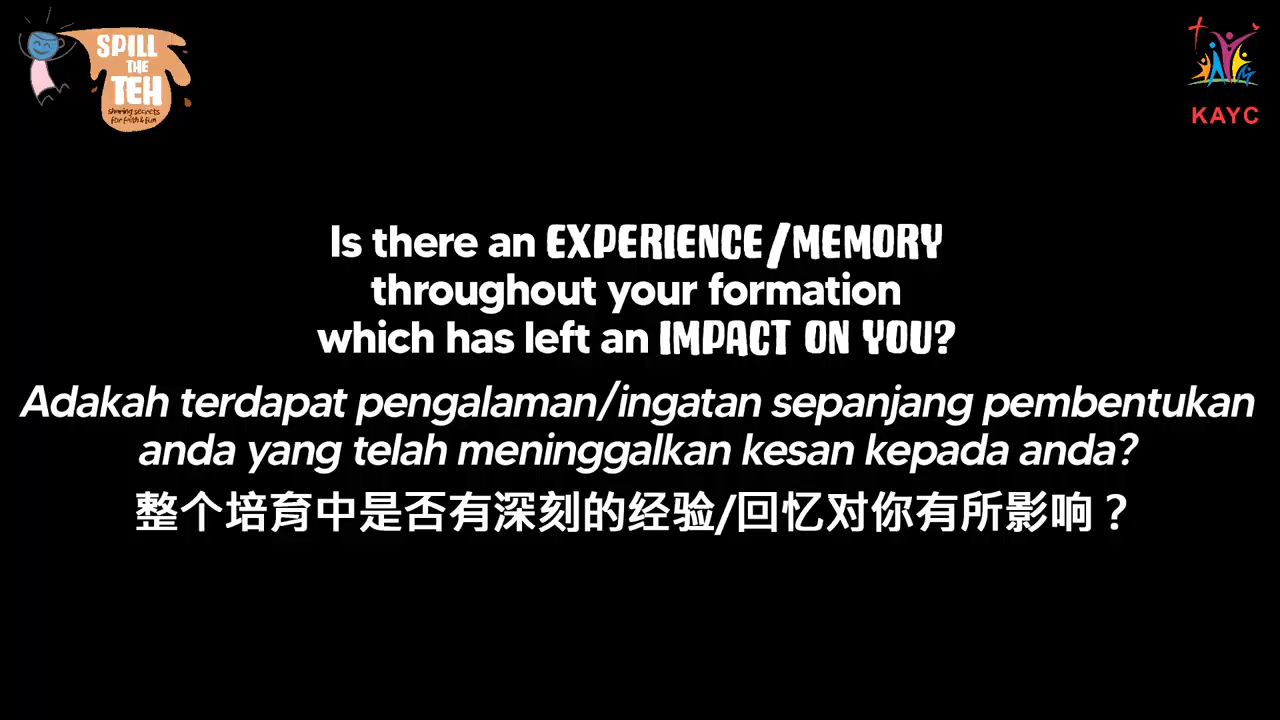 SPILL
THE
TEH
sharing secrets
for faith & fun
KAYC
Is there an EXPERIENCE/MEMORY
throughout your formation
which has left an IMPACT ON YOU?
Adakah terdapat pengalaman/ingatan sepanjang pembentukan
anda yang telah meninggalkan kesan kepada anda?
整个培育中是否有深刻的经验/回忆对你有所影响？